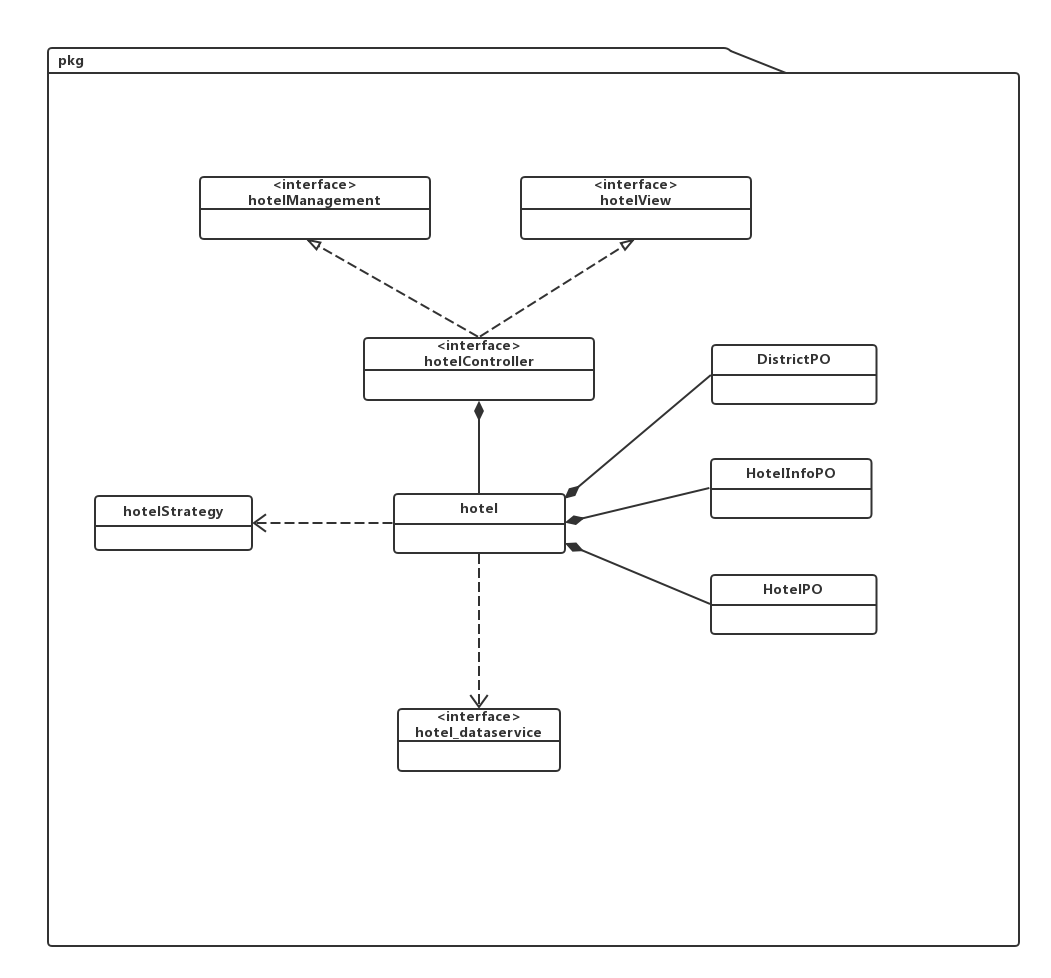 pkg
<interface>
hotelManagement
<interface>
hotelView
<interface>
hotelController
DistrictPO
HotelInfoPO
hotelStrategy
hotel
HotelPO
<interface>
hotel_dataservice